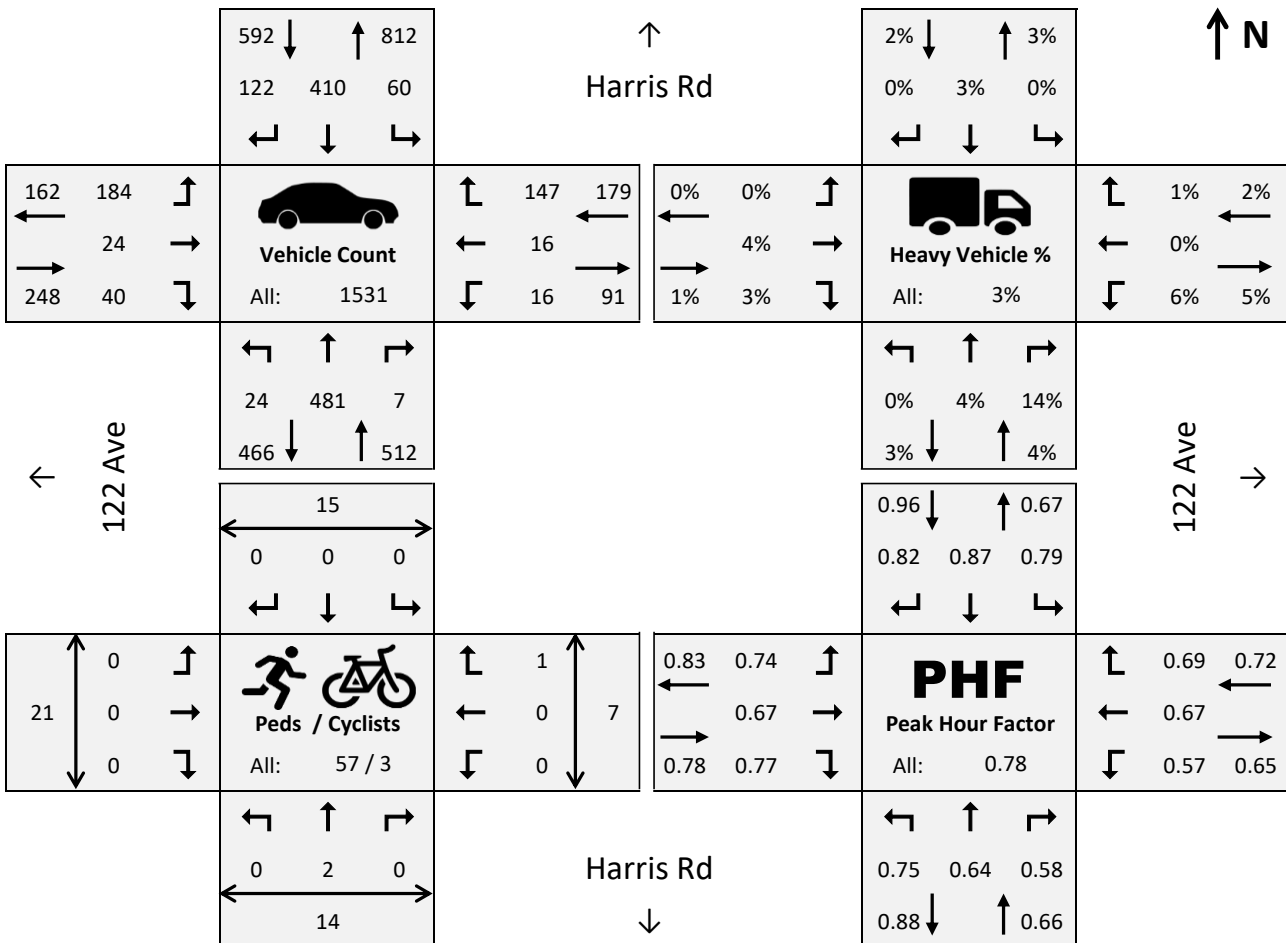 592 812 2% 3% N
Harris Rd
122 410 60 0% 3% 0%
162 184 147 179 0% 0% 1% 2%
24 16 4% 0%
Vehicle Count Heavy Vehicle %
248 40 All: 1531 16 91 1% 3% All: 3% 6% 5%
24 481 7 0% 4% 14%
466 512 3% 4%
122 Ave 122 Ave
15 0.96 0.67
0 0 0 0.82 0.87 0.79
0 1 0.83 0.74 0.69 0.72
PHF
21 0 0 7 0.67 0.67
Peds / Cyclists Peak Hour Factor
0 All: 57 / 3 0 0.78 0.77 All: 0.78 0.57 0.65
0 2 0 0.75 0.64 0.58
Harris Rd
14 0.88 0.66